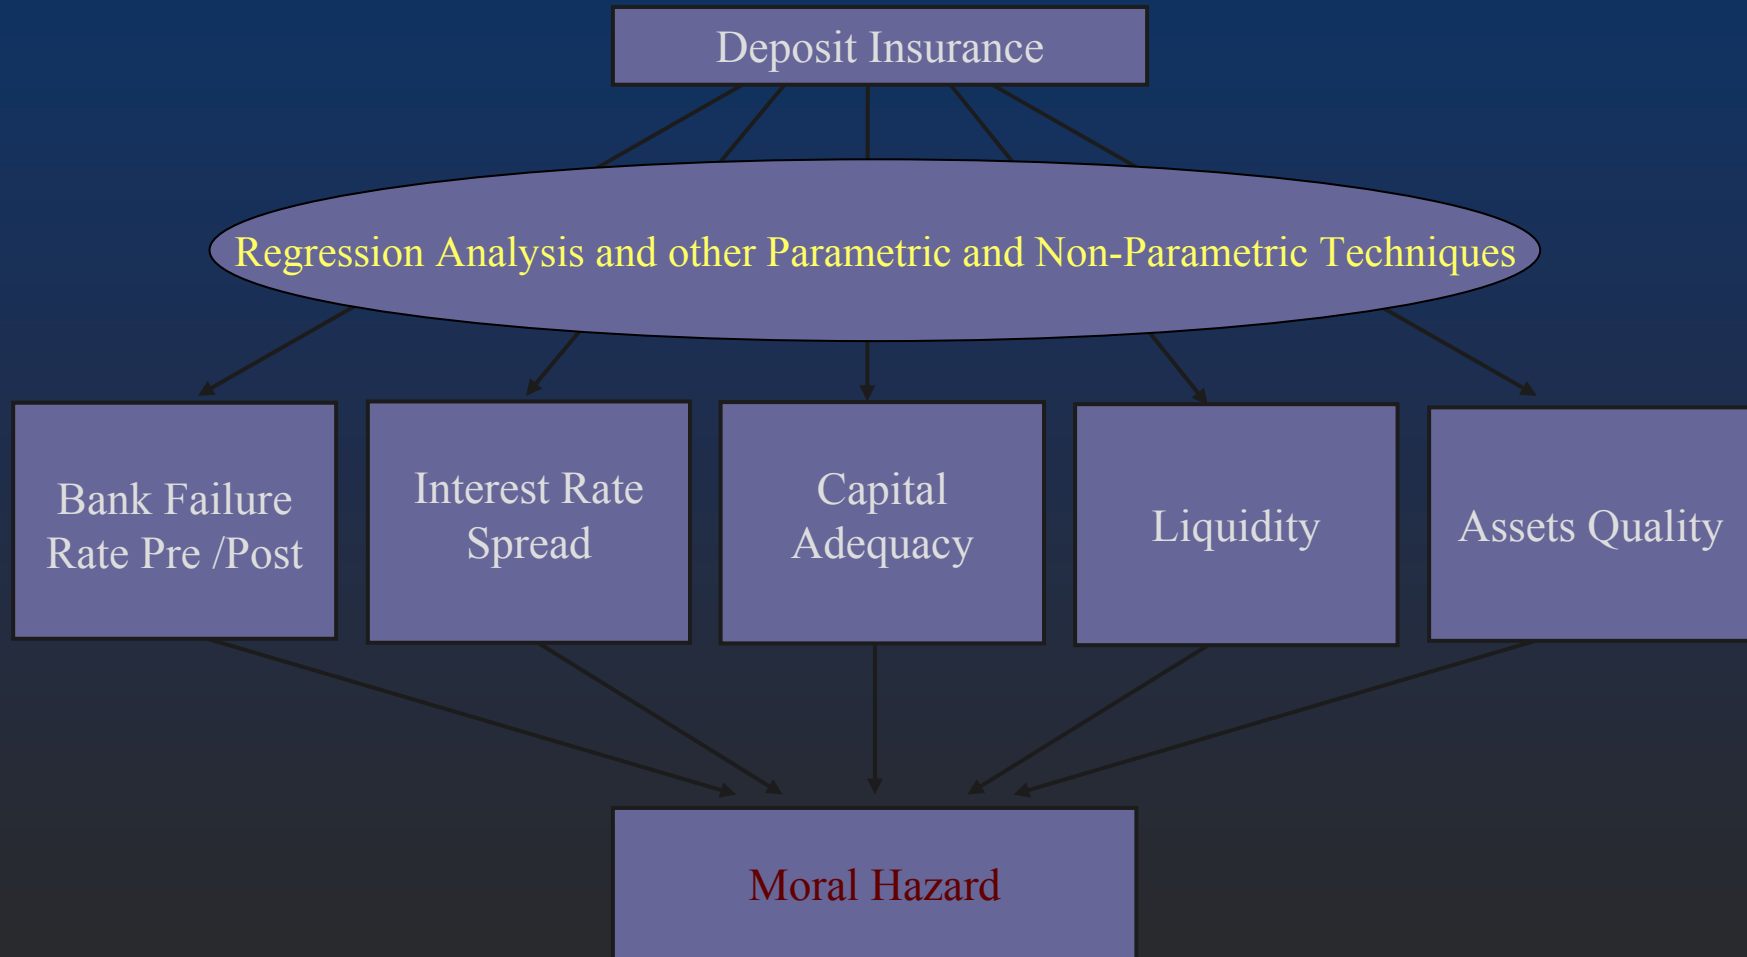 Deposit Insurance
Regression Analysis and other Parametric and Non-Parametric Techniques
Bank Failure
Rate Pre /Post
Interest Rate
Spread
Capital
Adequacy
Liquidity
Assets Quality
Moral Hazard